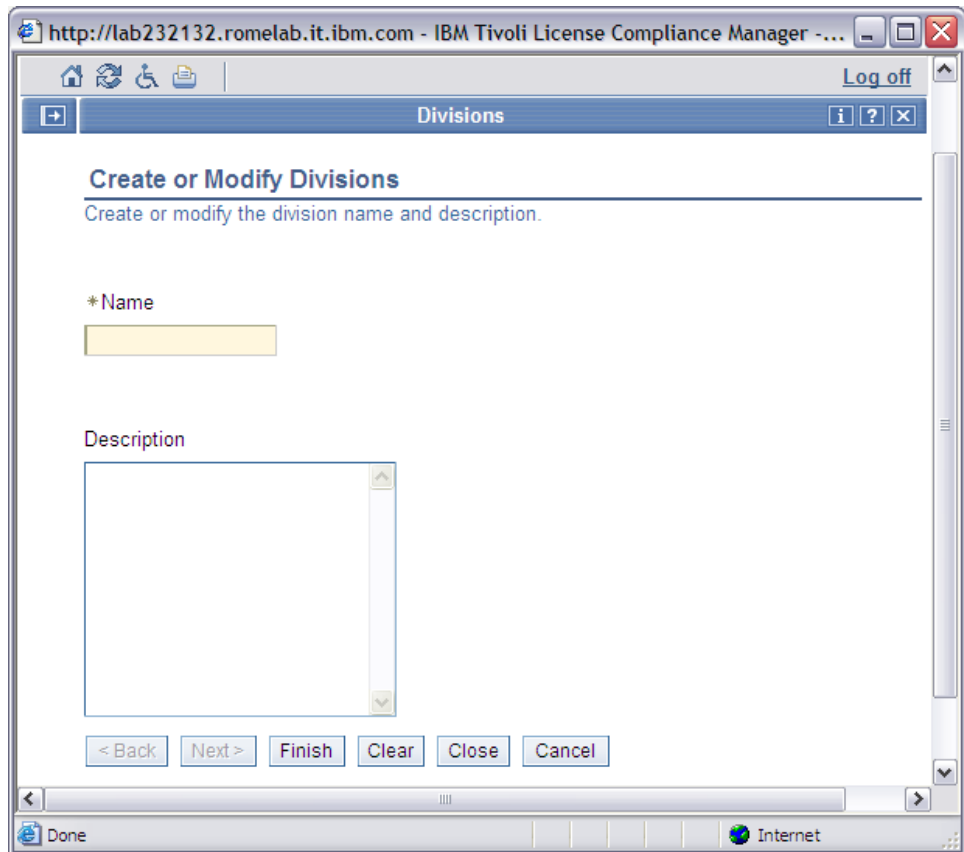 http://lab232132.romelab.it.ibm.com - IBM Tivoli License Compliance Manager -...
Log off
Divisions
i ?
Create or Modify Divisions
Create or modify the division name and description.
*Name
Description
< Back Next > Finish Clear Close Cancel
Done Internet